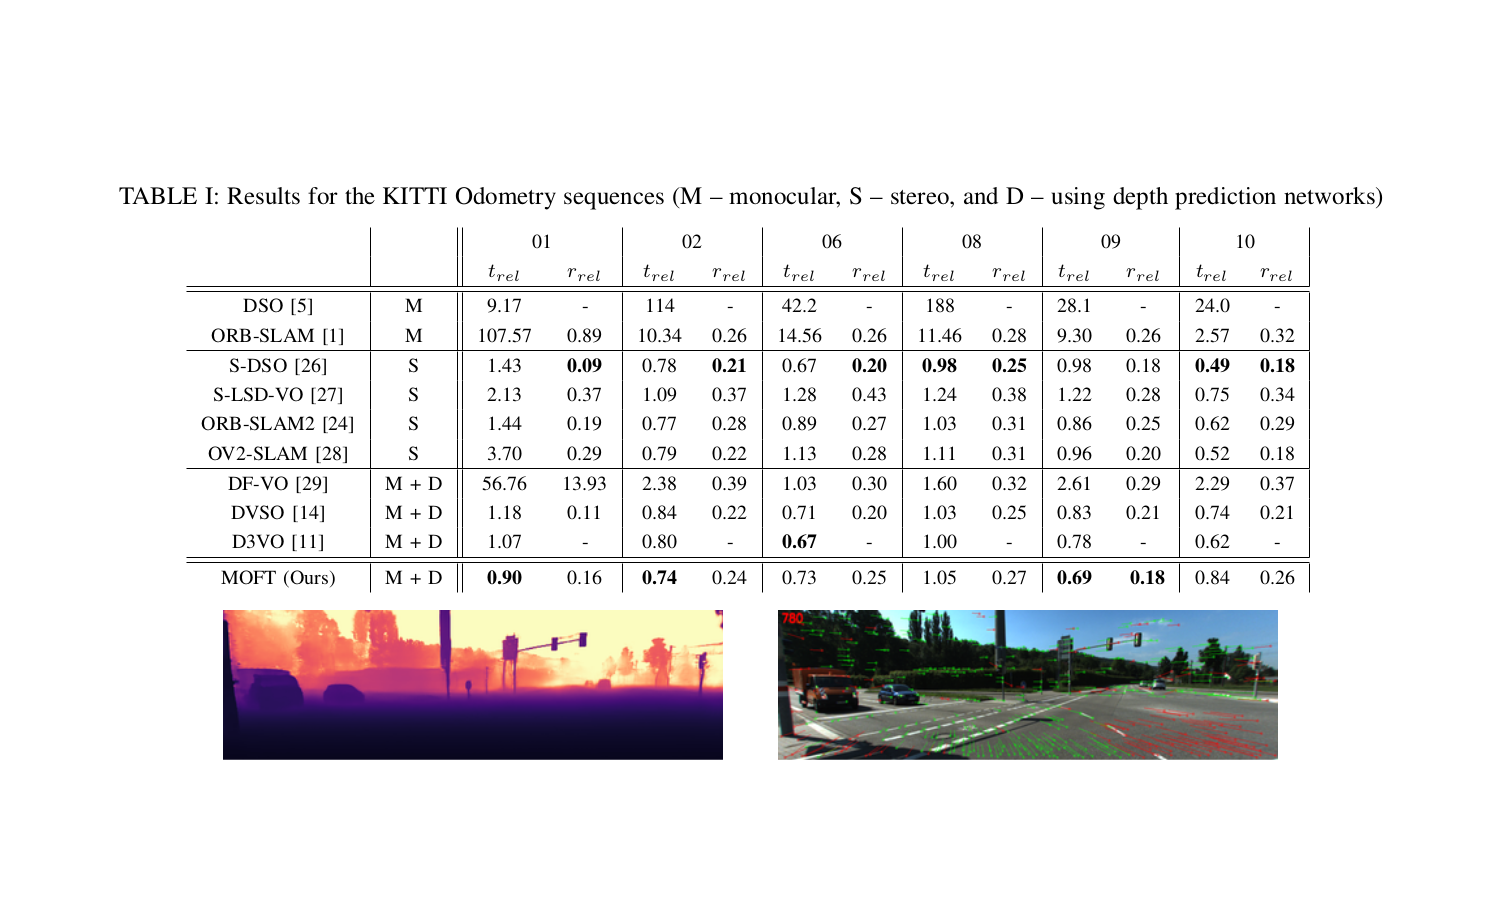 TABLE I: Results for the KITTI Odometry sequences (M – monocular, S – stereo, and D – using depth prediction networks)
01 02 06 08 09 10
t_rel r_rel t_rel r_rel t_rel r_rel t_rel r_rel t_rel r_rel t_rel r_rel
DSO [5] M 9.17 - 114 - 42.2 - 188 - 28.1 - 24.0 -
ORB-SLAM [1] M 107.57 0.89 10.34 0.26 14.56 0.26 11.46 0.28 9.30 0.26 2.57 0.32
S-DSO [26] S 1.43 0.09 0.78 0.21 0.67 0.20 0.98 0.25 0.98 0.18 0.49 0.18
S-LSD-VO [27] S 2.13 0.37 1.09 0.37 1.28 0.43 1.24 0.38 1.22 0.28 0.75 0.34
ORB-SLAM2 [24] S 1.44 0.19 0.77 0.28 0.89 0.27 1.03 0.31 0.86 0.25 0.62 0.29
OV2-SLAM [28] S 3.70 0.29 0.79 0.22 1.13 0.28 1.11 0.31 0.96 0.20 0.52 0.18
DF-VO [29] M + D 56.76 13.93 2.38 0.39 1.03 0.30 1.60 0.32 2.61 0.29 2.29 0.37
DVSO [14] M + D 1.18 0.11 0.84 0.22 0.71 0.20 1.03 0.25 0.83 0.21 0.74 0.21
D3VO [11] M + D 1.07 - 0.80 - 0.67 - 1.00 - 0.78 - 0.62 -
MOFT (Ours) M + D 0.90 0.16 0.74 0.24 0.73 0.25 1.05 0.27 0.69 0.18 0.84 0.26
780